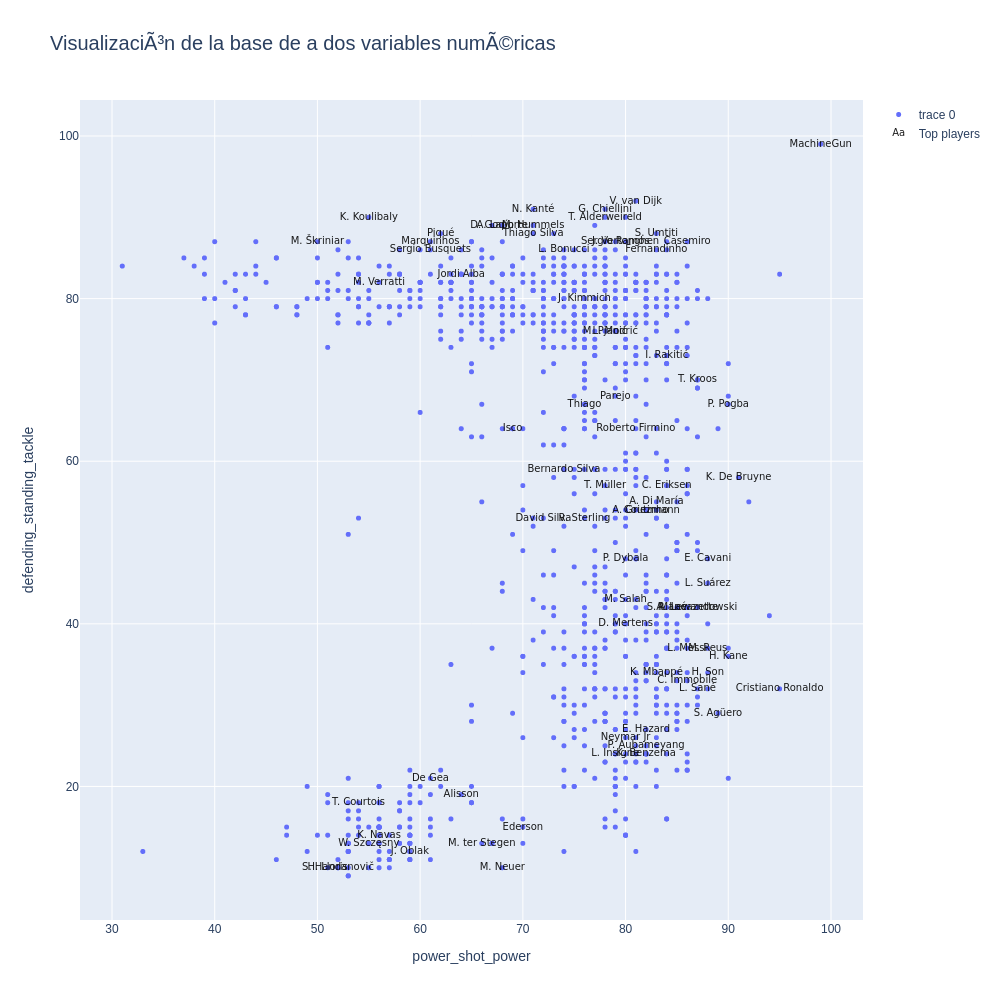 VisualizaciÃ³n de la base de a dos variables numÃ©ricas
trace 0
Aa Top players
defending_standing_tackle
100
80
60
40
20
MachineGun
V. van Dijk
N. Kanté
G. Chiellini
K. Koulibaly
T. Alderweireld
Piqué
Thiago Silva
S. Umtiti
M. Škriniar
Marquinhos
Casemiro
Sergio Busquets
L. Bonucci
Fernandinho
Jordi Alba
M. Verratti
J. Kimmich
I. Rakitić
T. Kroos
Parejo
Thiago
P. Pogba
Isco
Roberto Firmino
Bernardo Silva
K. De Bruyne
T. Müller
C. Eriksen
A. Di María
David Silva
R. Sterling
P. Dybala
E. Cavani
L. Suárez
M. Salah
D. Mertens
L. Messi
M. Reus
H. Kane
K. Mbappé
H. Son
C. Immobile
L. Sané
Cristiano Ronaldo
S. Agüero
E. Hazard
Neymar Jr
P. Aubameyang
L. Insigne
K. Benzema
De Gea
Alisson
T. Courtois
Ederson
K. Navas
W. Szczęsny
M. ter Stegen
J. Oblak
M. Neuer
30
40
50
60
70
80
90
100
power_shot_power